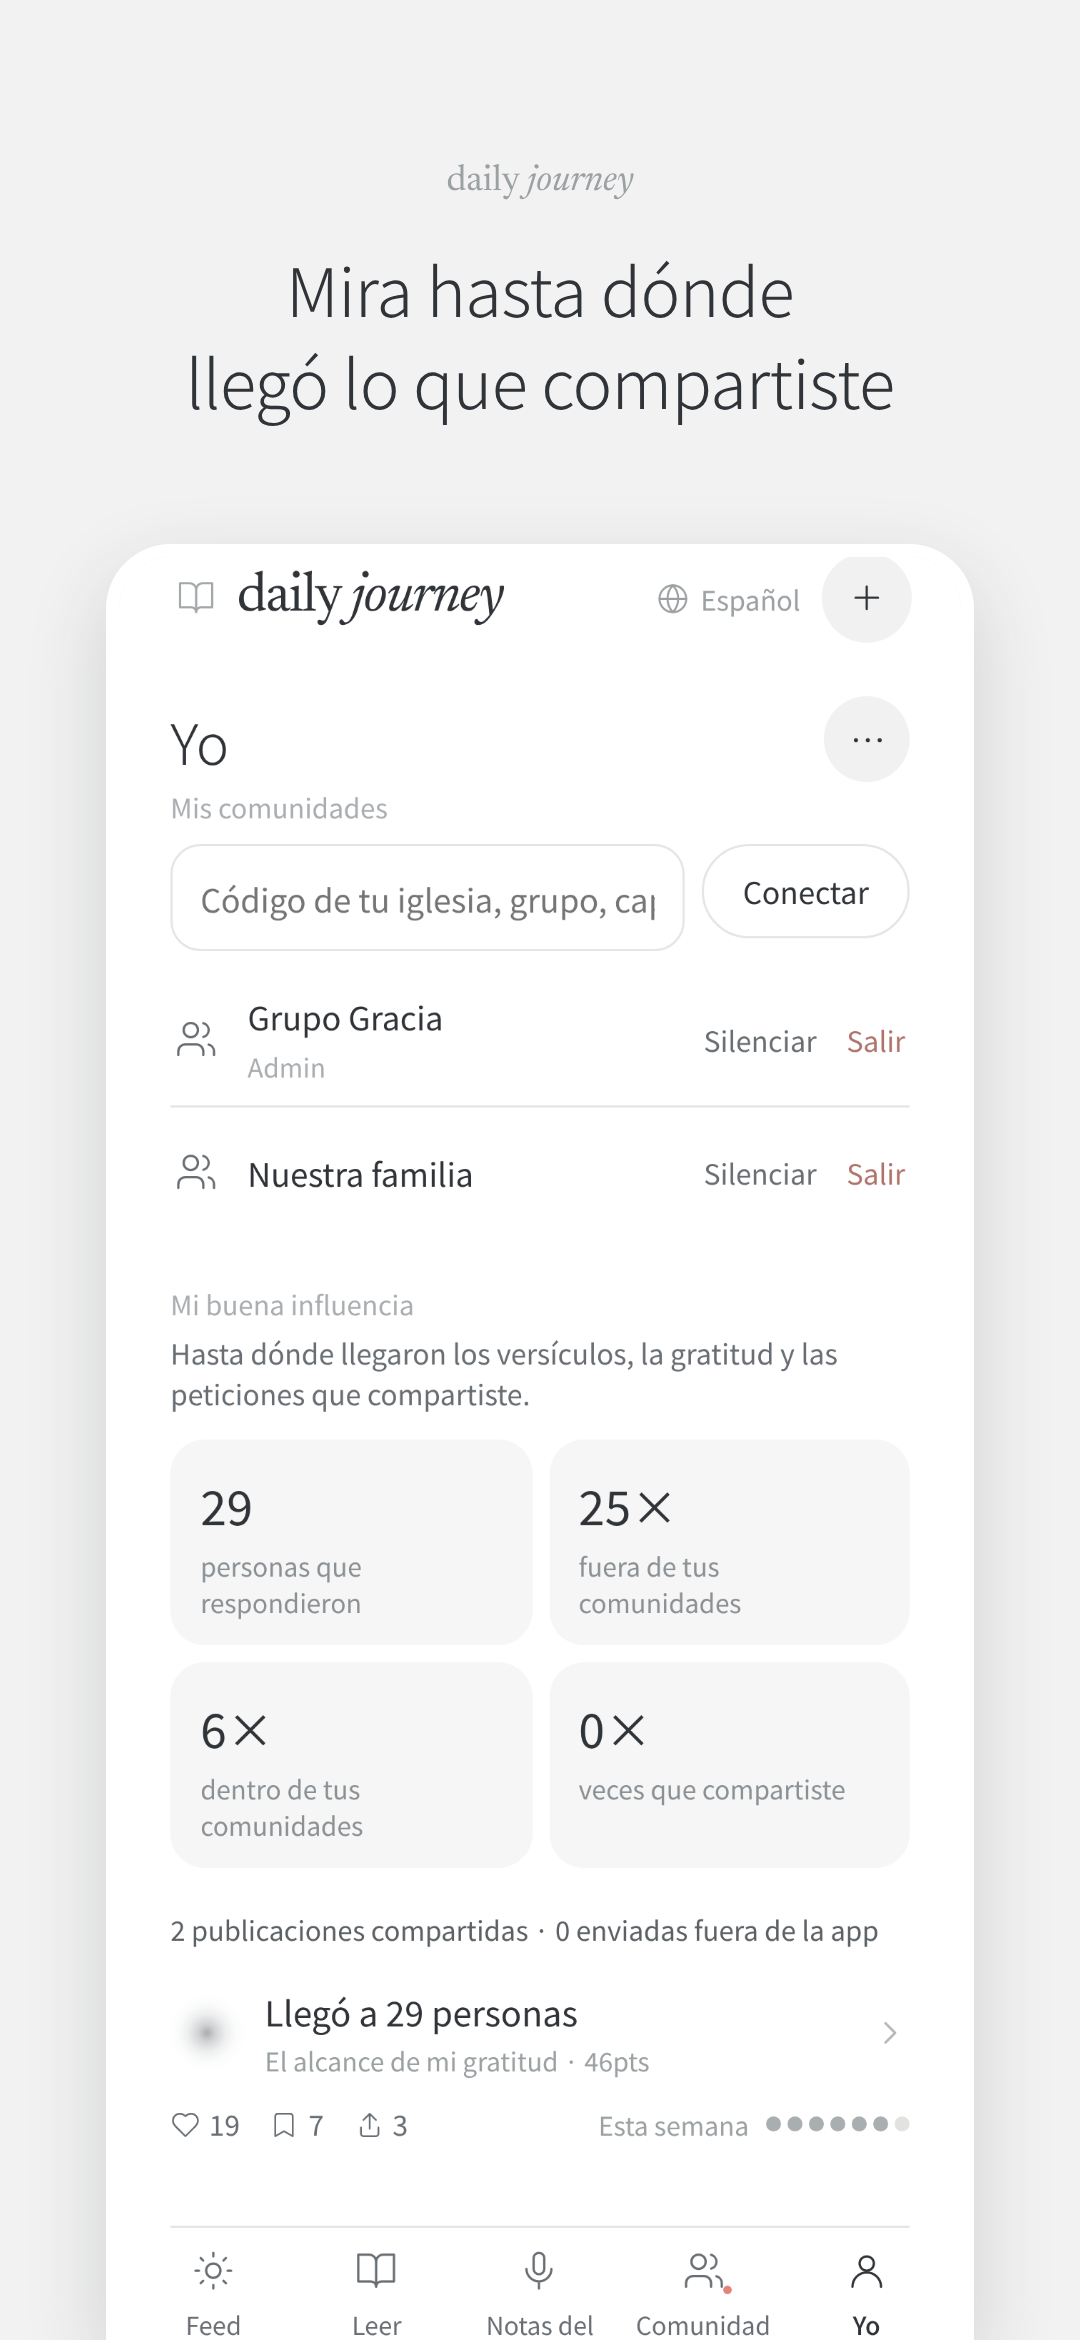 daily journey
Mira hasta dónde
llegó lo que compartiste
daily journey
Español
+
Yo
...
Mis comunidades
Código de tu iglesia, grupo, ca
Conectar
Grupo Gracia
Admin
Silenciar Salir
Nuestra familia
Silenciar Salir
Mi buena influencia
Hasta dónde llegaron los versículos, la gratitud y las
peticiones que compartiste.
29
personas que
respondieron
25×
fuera de tus
comunidades
6×
dentro de tus
comunidades
0×
veces que compartiste
2 publicaciones compartidas · 0 enviadas fuera de la app
Llegó a 29 personas
El alcance de mi gratitud · 46pts
19 7 3
Esta semana
Feed
Leer
Notas del
Comunidad
Yo